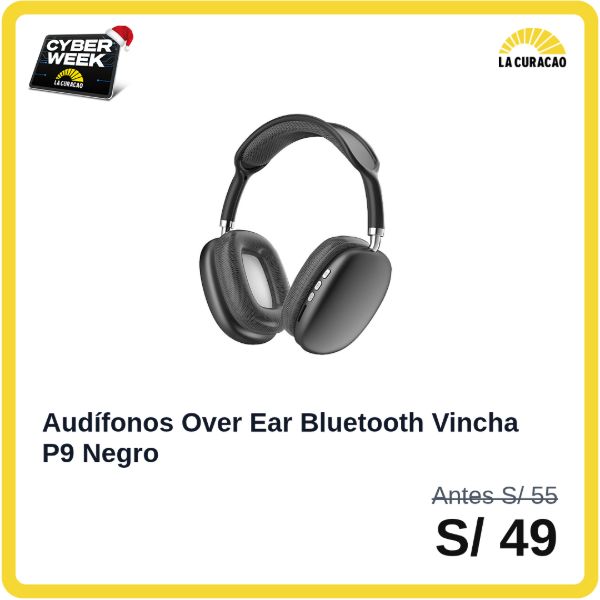 CYBER
WEEK
LA CURACAO
LA CURACAO
Audífonos Over Ear Bluetooth Vincha
P9 Negro
Antes S/ 55
S/ 49